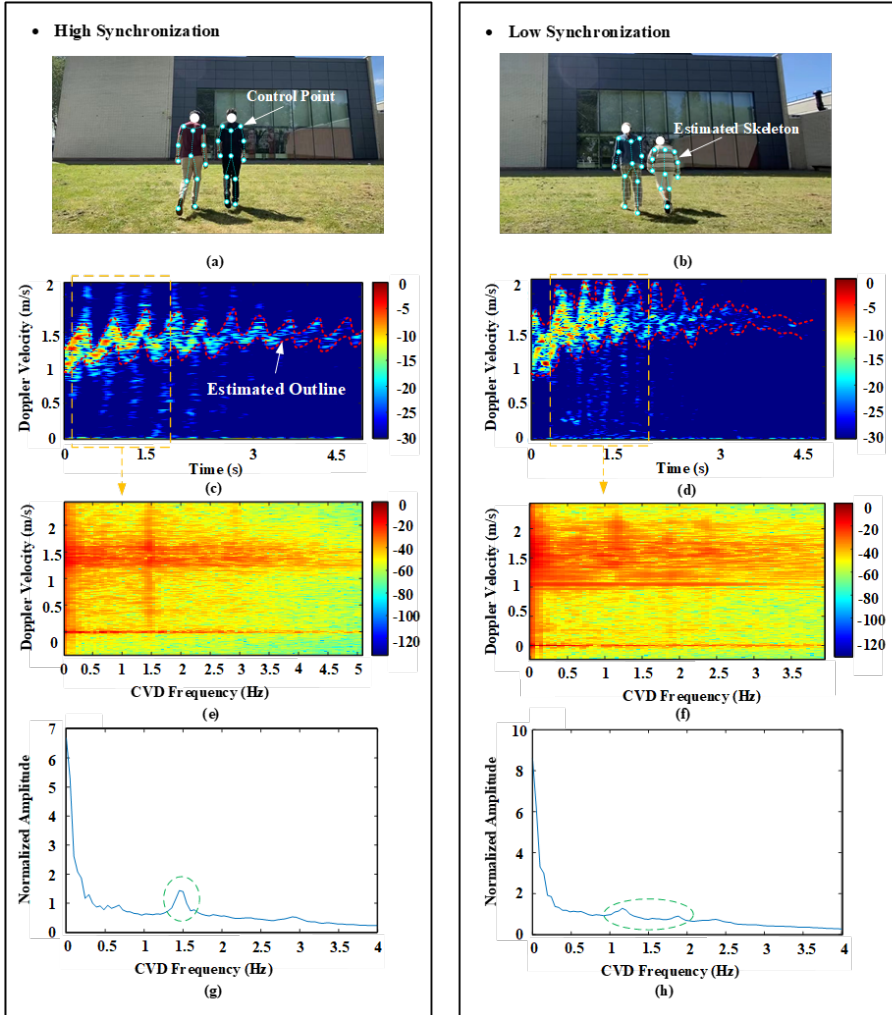 • High Synchronization
Control Point
(a)
Doppler Velocity (m/s)
2
1.5
1
0.5
0
Estimated Outline
0 1.5 3 4.5
Time (s)
0
-5
-10
-15
-20
-25
-30
(c)
Doppler Velocity (m/s)
2
1.5
1
0.5
0
0 0.5 1 1.5 2 2.5 3 3.5 4 4.5 5
CVD Frequency (Hz)
0
-20
-40
-60
-80
-100
-120
(e)
Normalized Amplitude
7
6
5
4
3
2
1
0
0 0.5 1 1.5 2 2.5 3 3.5 4
CVD Frequency (Hz)
(g)
• Low Synchronization
Estimated Skeleton
(b)
Doppler Velocity (m/s)
2
1.5
1
0.5
0
0 1.5 3 4.5
Time (s)
0
-5
-10
-15
-20
-25
-30
(d)
Doppler Velocity (m/s)
2
1.5
1
0.5
0
0 0.5 1 1.5 2 2.5 3 3.5
CVD Frequency (Hz)
0
-20
-40
-60
-80
-100
-120
(f)
Normalized Amplitude
10
8
6
4
2
0
0 0.5 1 1.5 2 2.5 3 3.5 4
CVD Frequency (Hz)
(h)